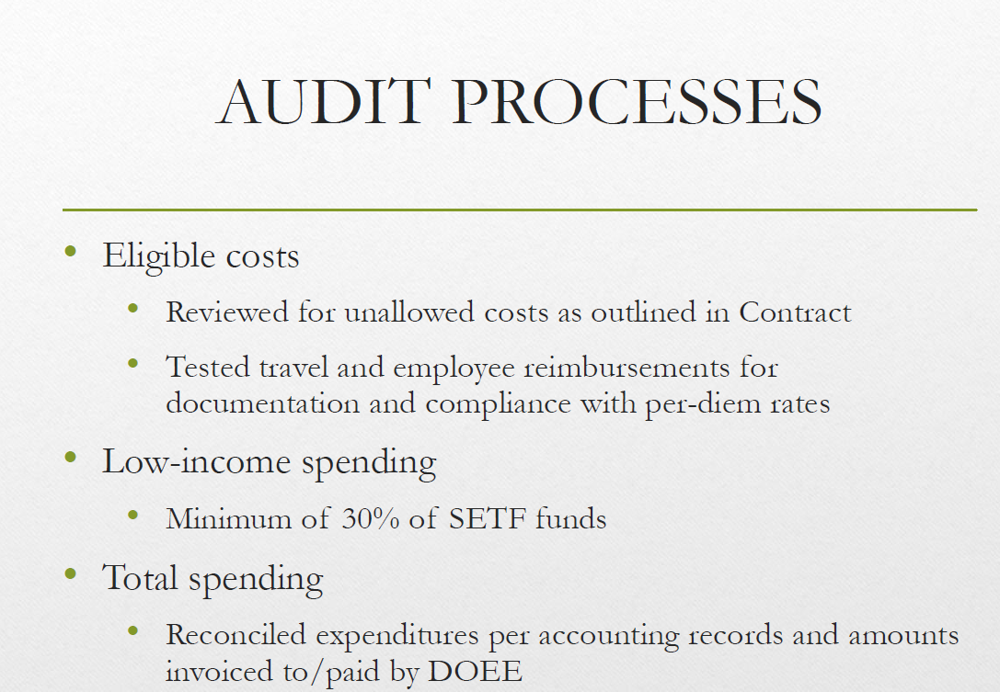 AUDIT PROCESSES
• Eligible costs
• Reviewed for unallowed costs as outlined in Contract
• Tested travel and employee reimbursements for
documentation and compliance with per-diem rates
• Low-income spending
• Minimum of 30% of SETF funds
• Total spending
• Reconciled expenditures per accounting records and amounts
invoiced to/paid by DOEE